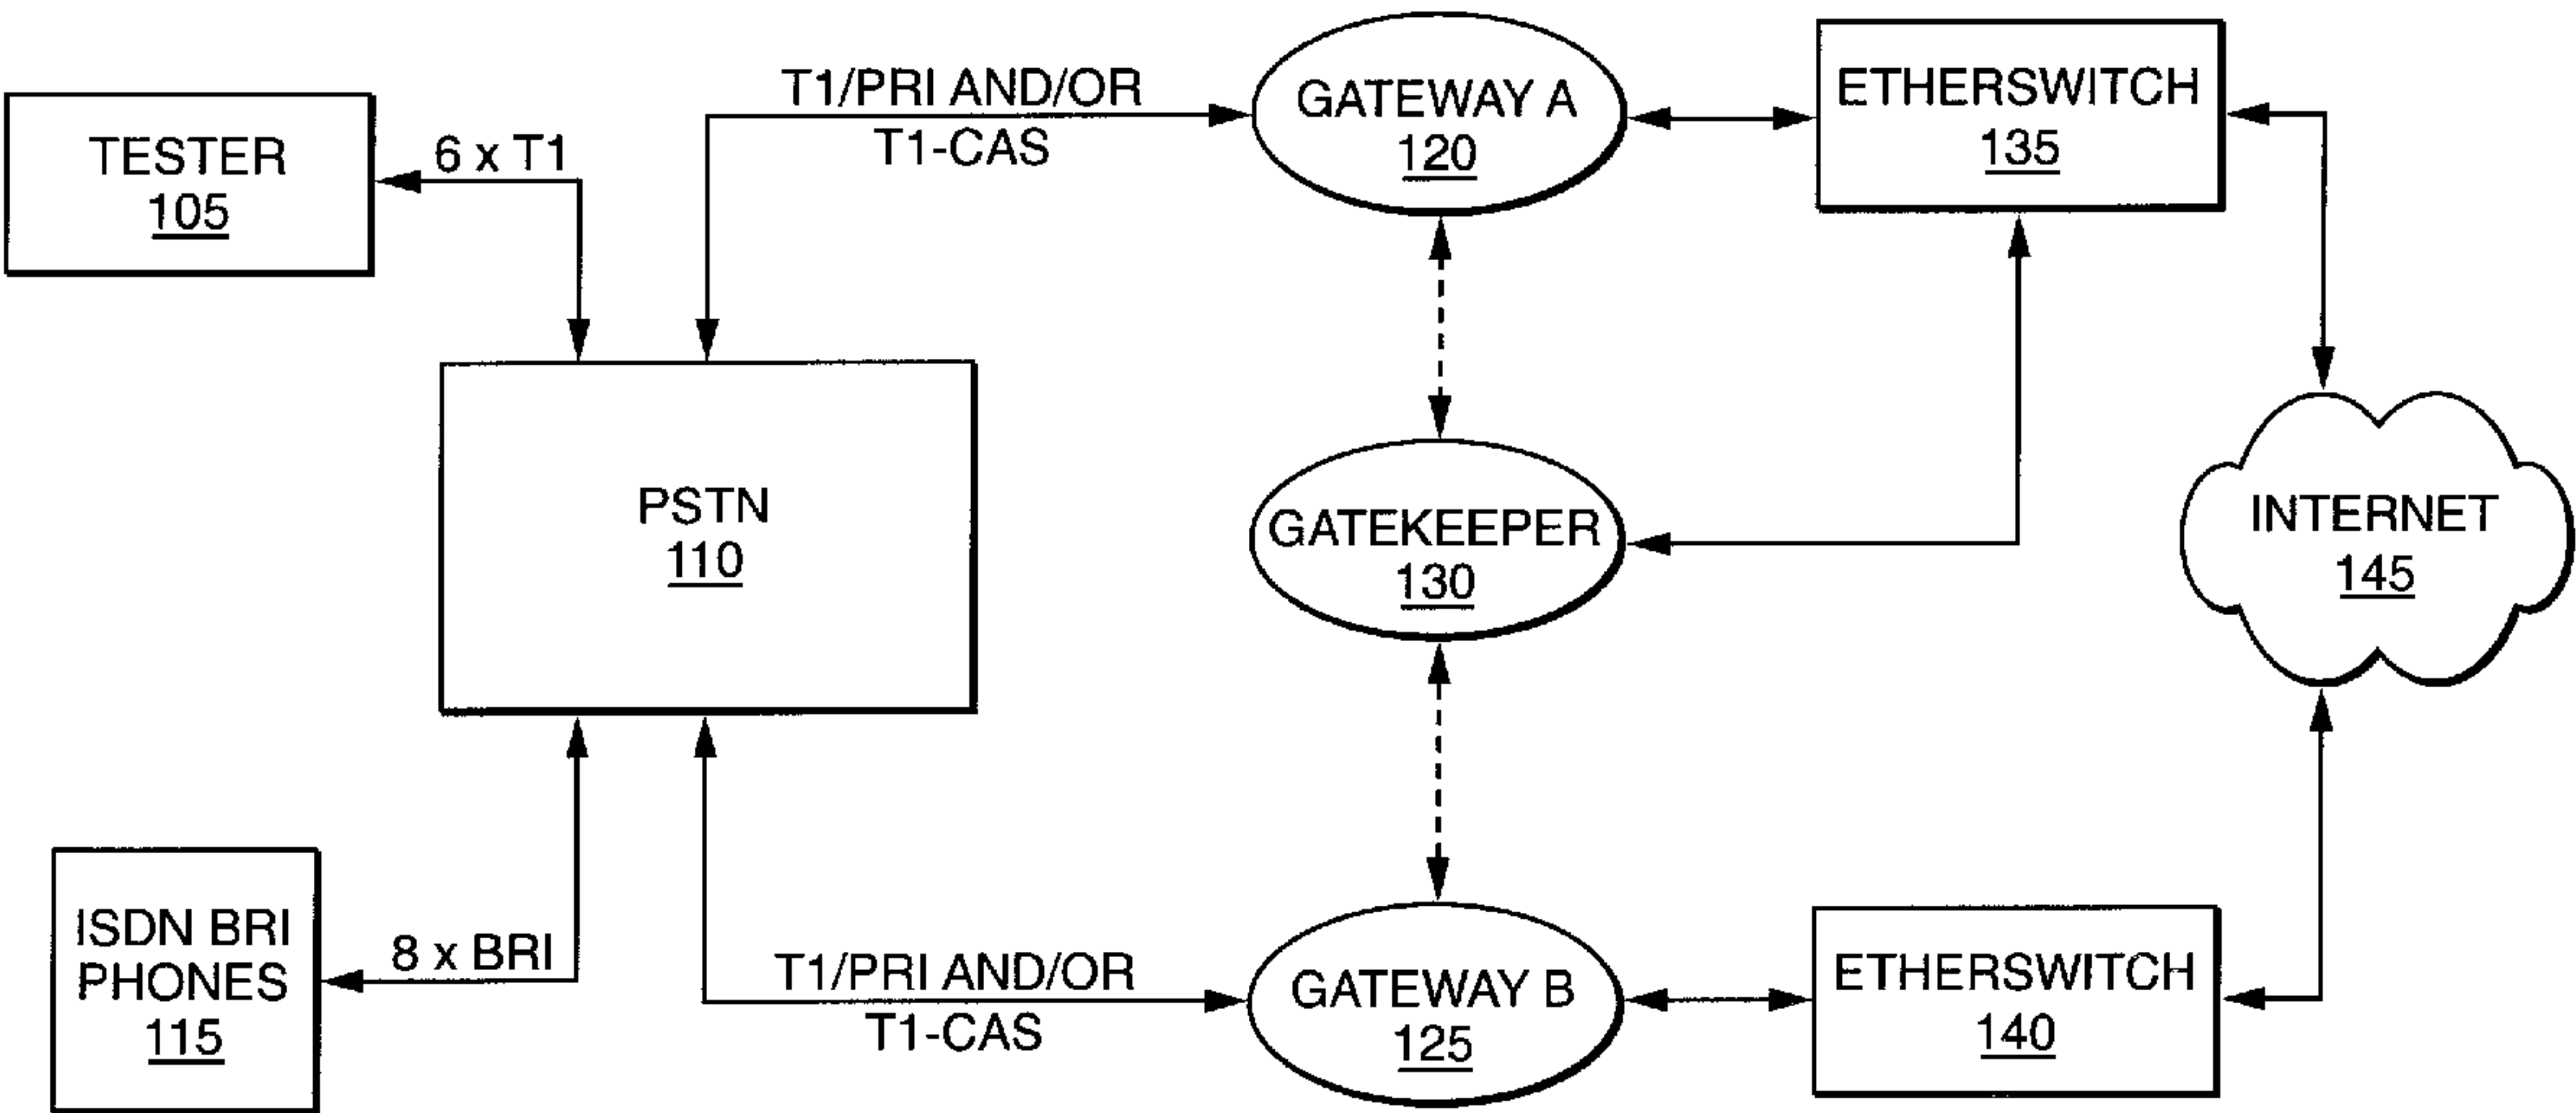 TESTER
105
6 x T1
T1/PRI AND/OR
T1-CAS
GATEWAY A
120
ETHERSWITCH
135
PSTN
110
GATEKEEPER
130
INTERNET
145
ISDN BRI
PHONES
115
8 x BRI
T1/PRI AND/OR
T1-CAS
GATEWAY B
125
ETHERSWITCH
140